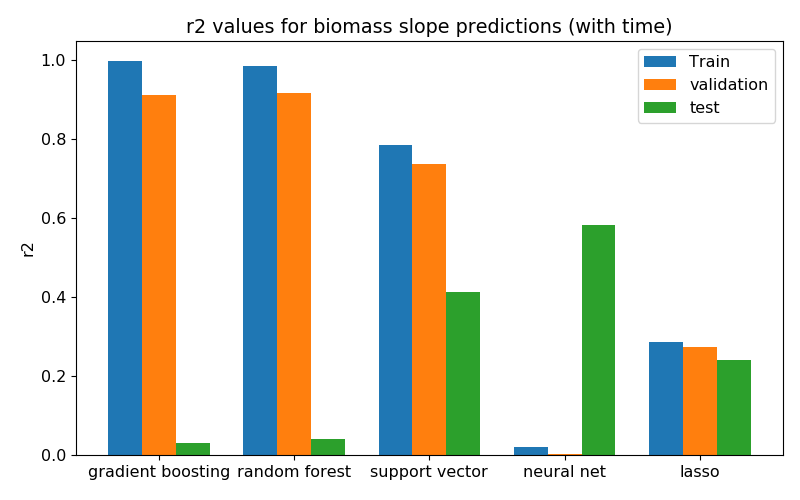 r2 values for biomass slope predictions (with time)
Train
validation
test
1.0
0.8
0.6
0.4
0.2
0.0
r2
gradient boosting random forest support vector neural net lasso